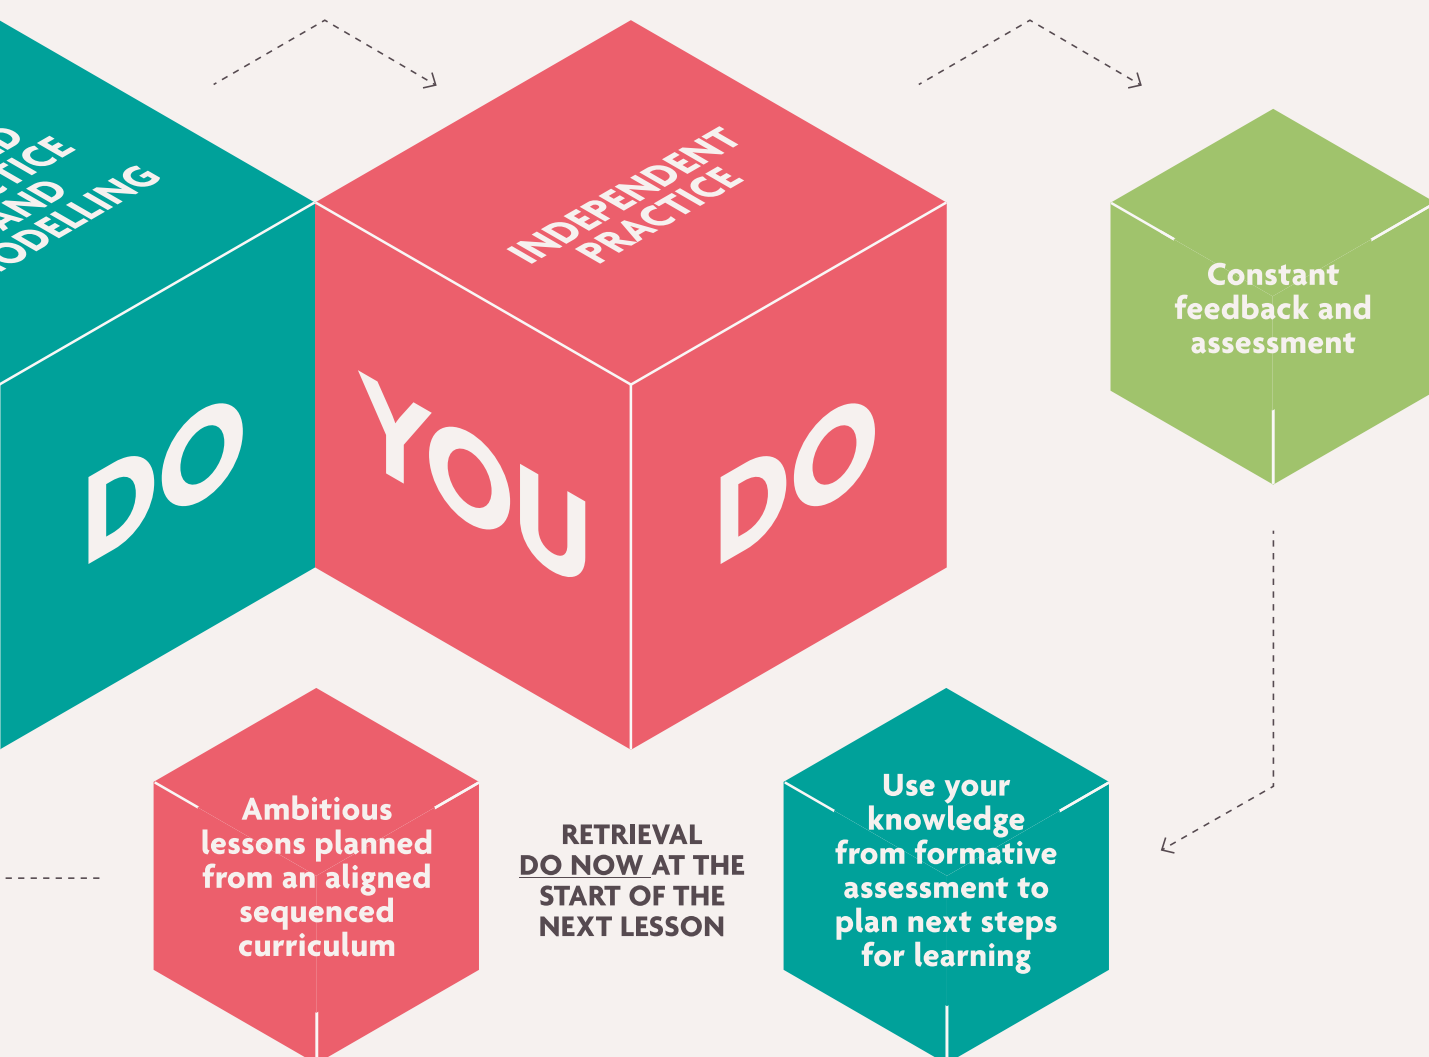 AND
ODELLING
DO
INDEPENDENT
PRACTICE
YOU
DO
Constant
feedback and
assessment
Ambitious
lessons planned
from an aligned
sequenced
curriculum
RETRIEVAL
DO NOW AT THE
START OF THE
NEXT LESSON
Use your
knowledge
from formative
assessment to
plan next steps
for learning